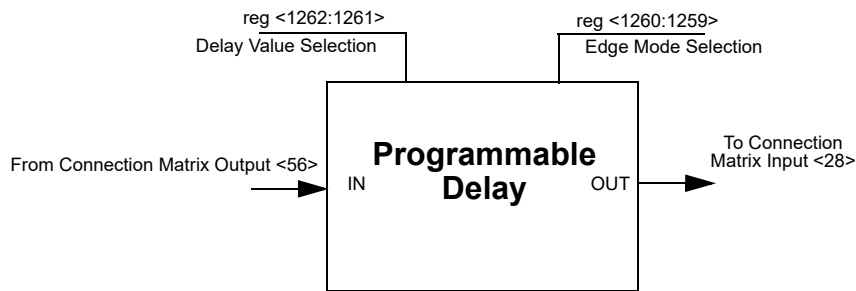 reg <1262:1261>
Delay Value Selection
reg <1260:1259>
Edge Mode Selection
From Connection Matrix Output <56>
IN
Programmable
Delay
OUT
To Connection
Matrix Input <28>